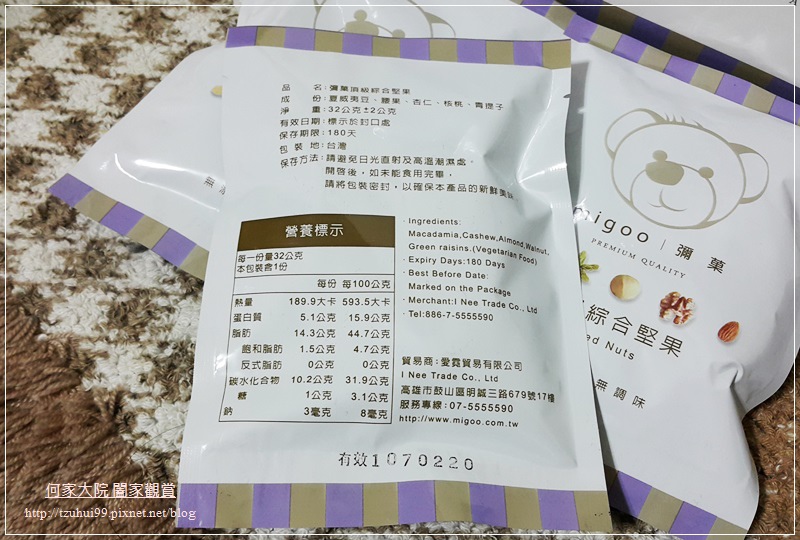 品　　名:彌菓頂級綜合堅果
成　　份:夏威夷豆、腰果、杏仁、核桃、青提子
淨　　重:32公克±2公克
有效日期:標示於封口處
保存期限:180天
包 裝 地:台灣
保存方法:請避免日光直射及高溫潮濕處。
開啓後，如未能食用完畢，
請將包裝密封，以確保本產品的新鮮美味
營養標示
每一份量32公克
本包裝含1份
每份 每100公克
熱量 189.9大卡 593.5大卡
蛋白質 5.1公克 15.9公克
脂肪 14.3公克 44.7公克
飽和脂肪 1.5公克 4.7公克
反式脂肪 0公克 0公克
碳水化合物 10.2公克 31.9公克
糖 1公克 3.1公克
鈉 3毫克 8毫克
· Ingredients:
Macadamia,Cashew,Almond,Walnut,
Green raisins.(Vegetarian Food)
· Expiry Days:180 Days
· Best Before Date:
Marked on the Package
· Merchant:I Nee Trade Co., Ltd
· Tel:886-7-5555590
貿易商:愛霓貿易有限公司
I Nee Trade Co., Ltd
高雄市鼓山區明誠三路679號17樓
服務專線:07-5555590
http://www.migoo.com.tw
有效1070220
migoo | 彌菓
PREMIUM QUALITY
綜合堅果
ed Nuts
無調味
無
何家大院 闔家觀賞
http://tzuhui99.pixnet.net/blog